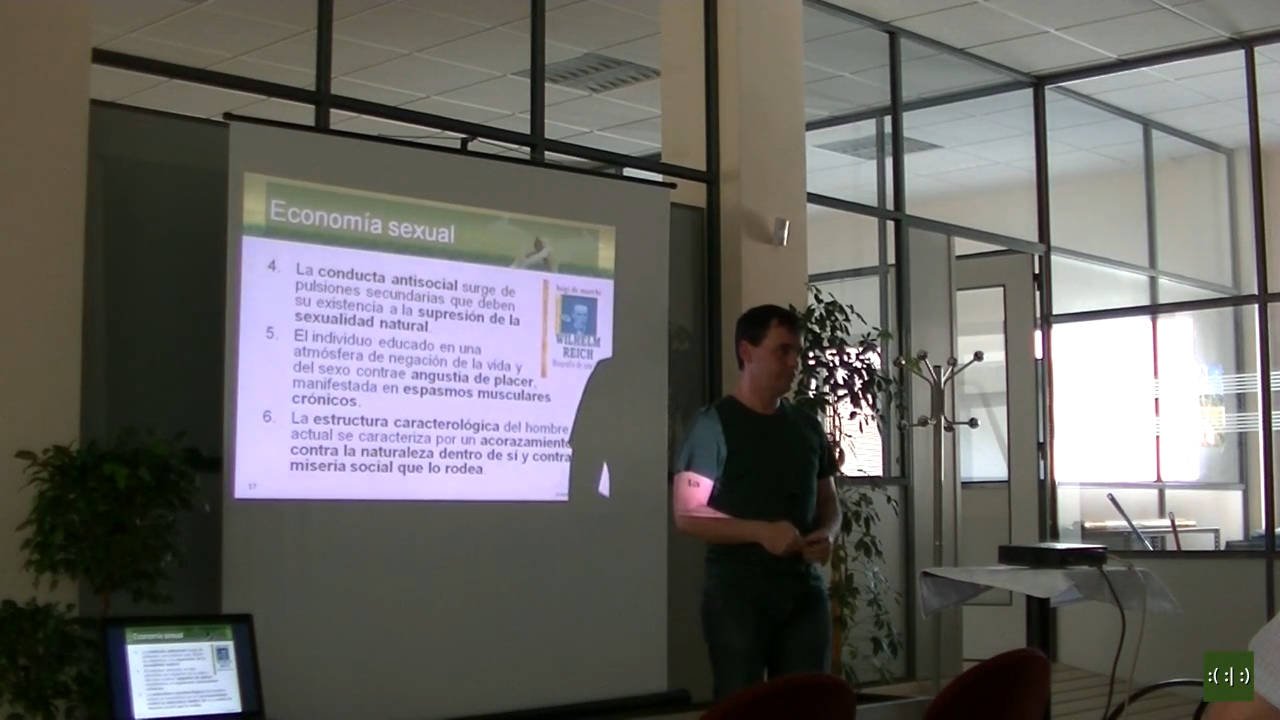 Economía sexual
4. La conducta antisocial surge de
pulsiones secundarias que deben
su existencia a la supresión de la
sexualidad natural.
5. El individuo educado en una
atmósfera de negación de la vida y
del sexo contrae angustia de placer,
manifestada en espasmos musculares
crónicos.
6. La estructura caracterológica del hombre
actual se caracteriza por un acorazamiento
contra la naturaleza dentro de sí y contra
la
miseria social que lo rodea.
17
WILHELM
REICH
Economía sexual
:( :| :)